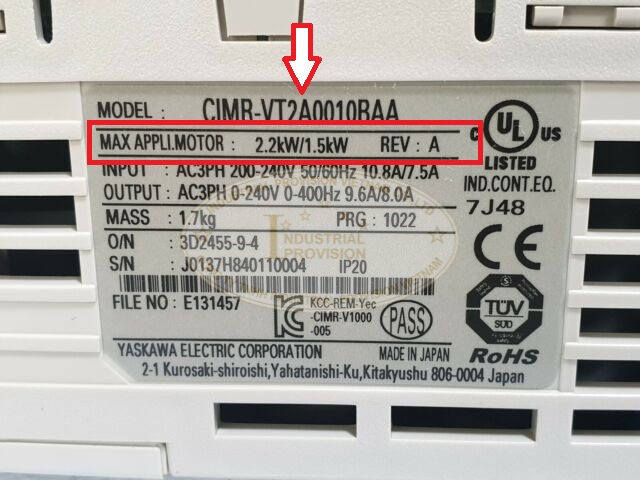 MODEL : CIMR-VT2A0010BAA
MAX APPLI.MOTOR : 2.2kW/1.5kW REV : A
INPUT : AC3PH 200-240V 50/60Hz 10.8A/7.5A
OUTPUT : AC3PH 0-240V 0-400Hz 9.6A/8.0A
MASS : 1.7kg PRG : 1022
O/N : 3D2455-9-4
S/N : J0137H840110004 IP20
FILE NO : E131457
KCC-REM-Yec
-CIMR-V1000
-005
PASS
YASKAWA ELECTRIC CORPORATION MADE IN JAPAN
2-1 Kurosaki-shiroishi,Yahatanishi-Ku,Kitakyushu 806-0004 Japan
C UL US
LISTED
IND.CONT.EQ.
7J48
CE
TÜV
SÜD
RoHS
INDUSTRIAL
PROVISION